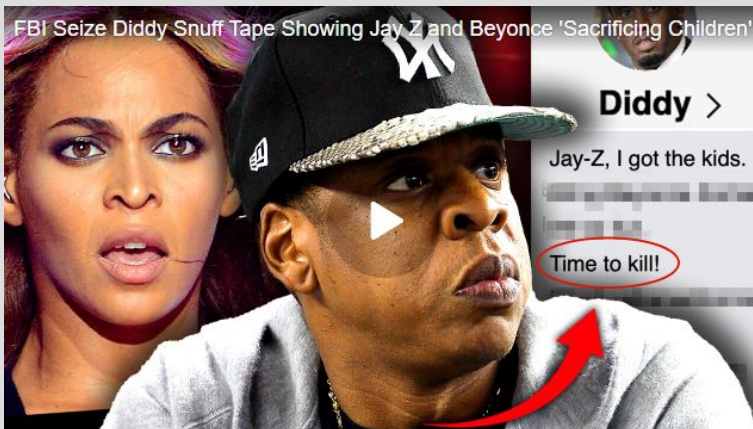 FBI Seize Diddy Snuff Tape Showing Jay Z and Beyonce 'Sacrificing Children'
Diddy >
Jay-Z, I got the kids.
Time to kill!